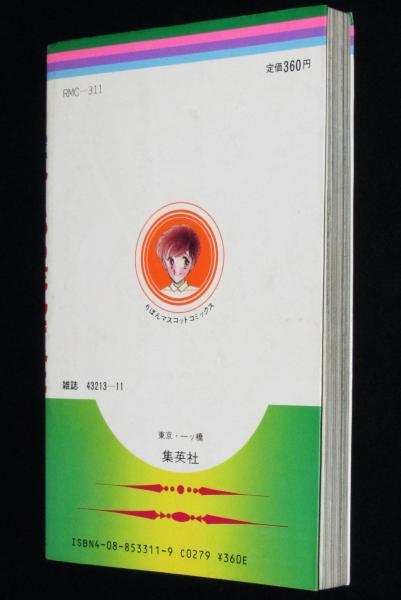 定価360円
RMC—311
りぼんマスコットコミックス
雑誌 43213—11
東京・一ツ橋
集英社
ISBN4-08-853311-9 C0279 ¥360E